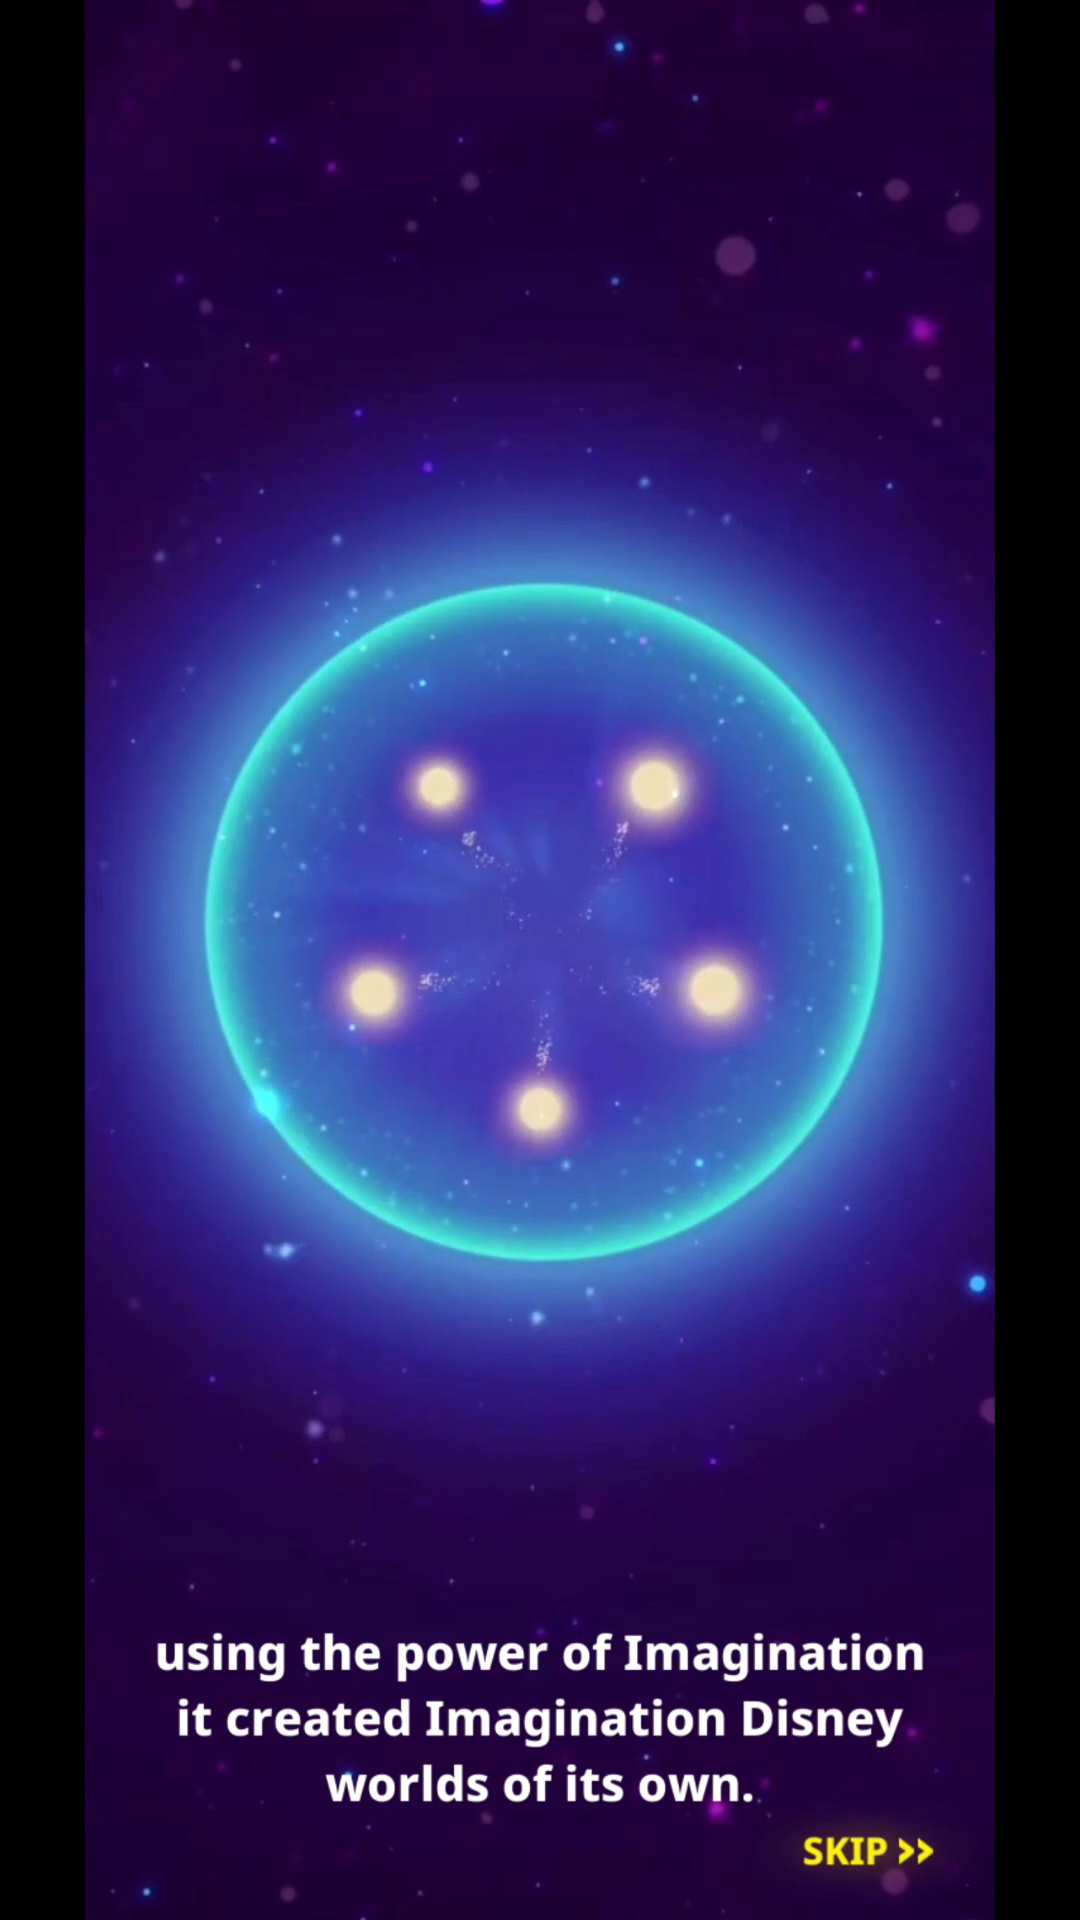 using the power of Imagination
it created Imagination Disney
worlds of its own.
SKIP >>